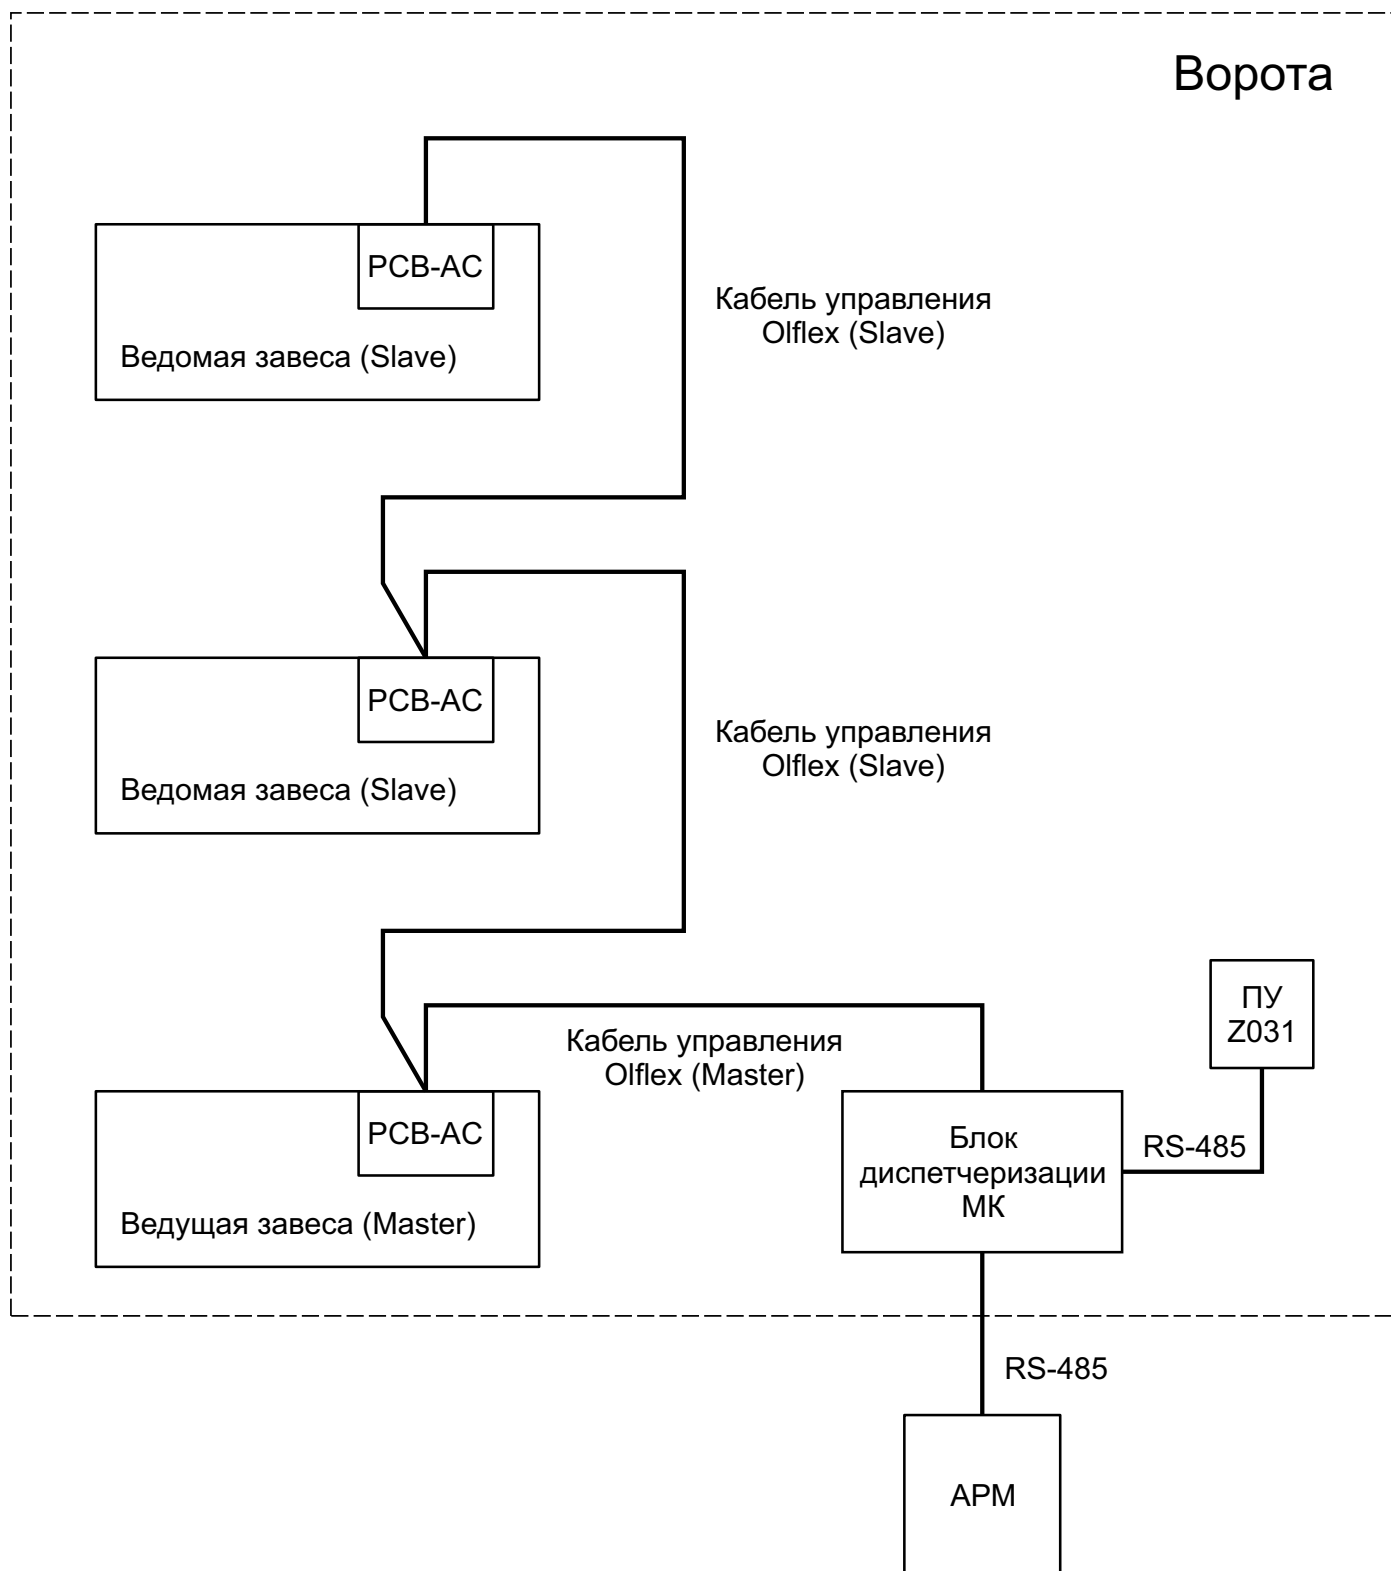 Ворота
PCB-AC
Ведомая завеса (Slave)
Кабель управления
Olflex (Slave)
PCB-AC
Ведомая завеса (Slave)
Кабель управления
Olflex (Slave)
ПУ
Z031
Кабель управления
Olflex (Master)
PCB-AC
Ведущая завеса (Master)
Блок
диспетчеризации
МК
RS-485
RS-485
АРМ